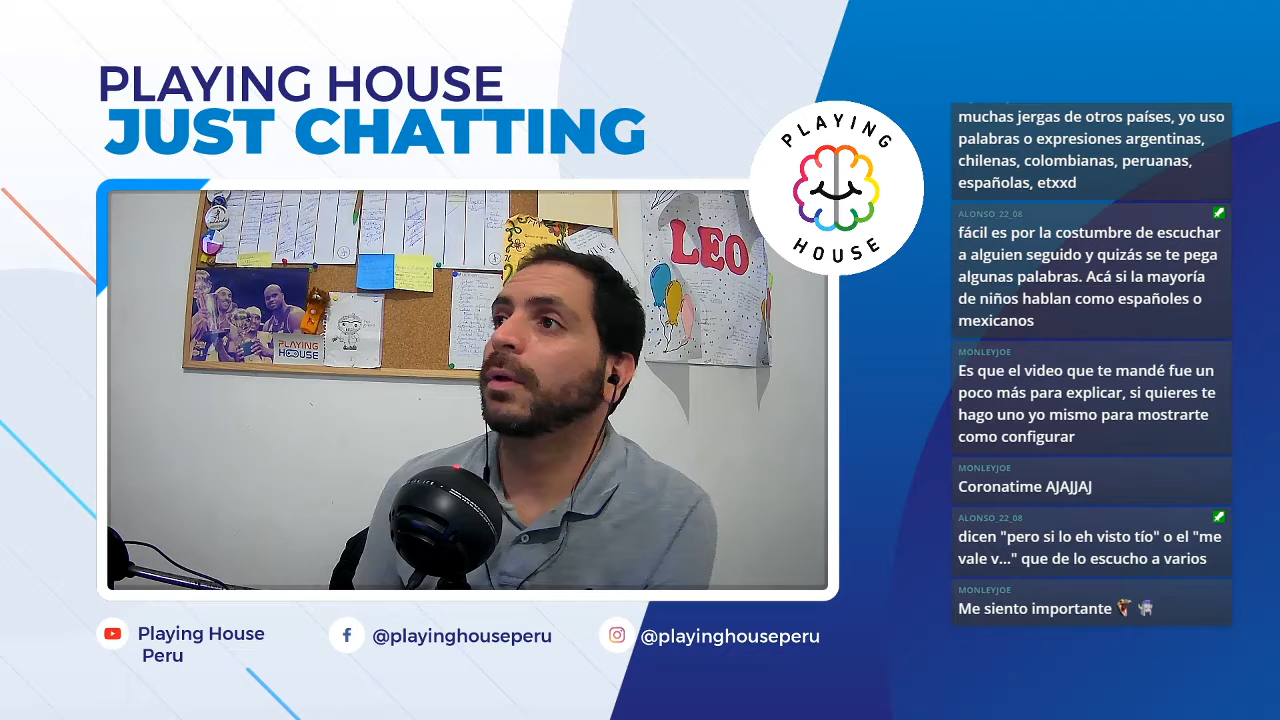 PLAYING HOUSE
JUST CHATTING
PLAYING
HOUSE
LEO
PLAYING
HOUSE
muchas jergas de otros países, yo uso
palabras o expresiones argentinas,
chilenas, colombianas, peruanas,
españolas, etxxd
ALONSO_22_08
fácil es por la costumbre de escuchar
a alguien seguido y quizás se te pega
algunas palabras. Acá si la mayoría
de niños hablan como españoles o
mexicanos
MONLEYJOE
Es que el video que te mandé fue un
poco más para explicar, si quieres te
hago uno yo mismo para mostrarte
como configurar
MONLEYJOE
Coronatime AJAJJAJ
ALONSO_22_08
dicen "pero si lo eh visto tío" o el "me
vale v..." que de lo escucho a varios
MONLEYJOE
Me siento importante
Playing House
Peru
@playinghouseperu
@playinghouseperu